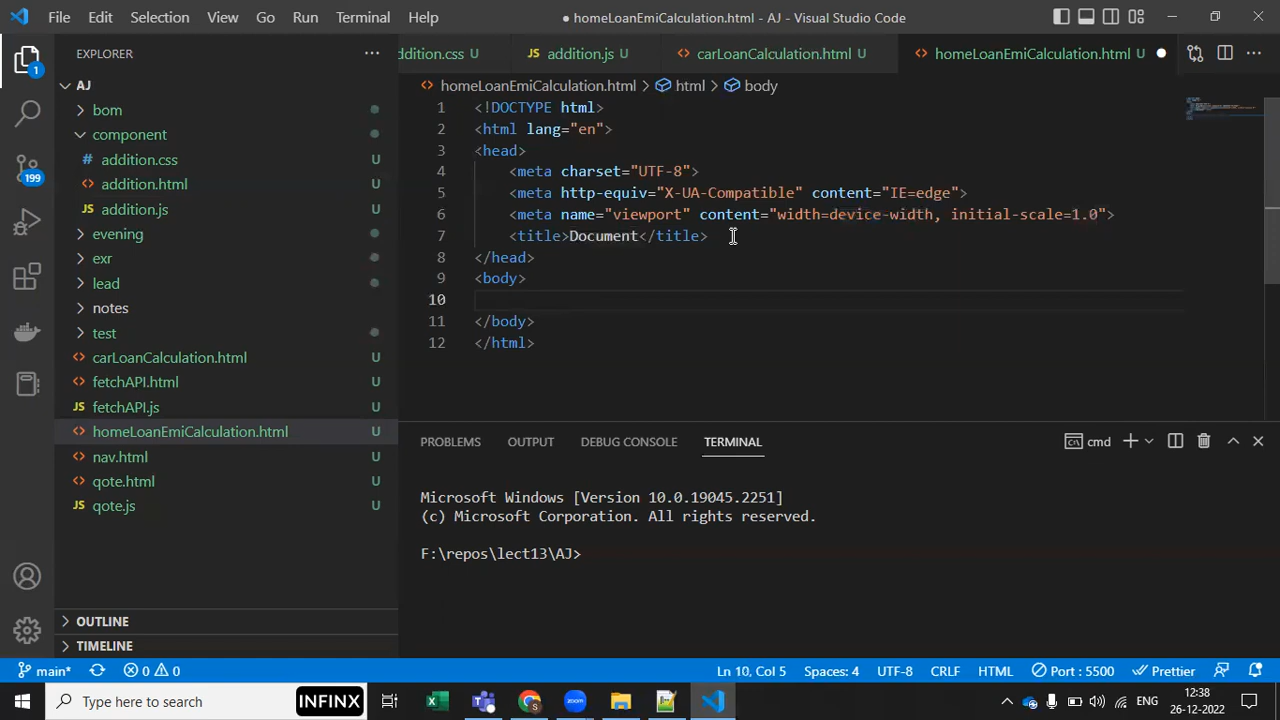 File Edit Selection View Go Run Terminal Help
● homeLoanEmiCalculation.html - AJ - Visual Studio Code
EXPLORER
addition.css U
JS addition.js U
carLoanCalculation.html U
homeLoanEmiCalculation.html U
AJ
homeLoanEmiCalculation.html > html > body
bom
component
# addition.css U
addition.html U
JS addition.js U
evening
exr
lead
notes
test
carLoanCalculation.html U
fetchAPI.html U
JS fetchAPI.js U
homeLoanEmiCalculation.html U
nav.html U
qote.html U
JS qote.js U
OUTLINE
TIMELINE
1
199
1 <!DOCTYPE html>
2 <html lang="en">
3 <head>
4 <meta charset="UTF-8">
5 <meta http-equiv="X-UA-Compatible" content="IE=edge">
6 <meta name="viewport" content="width=device-width, initial-scale=1.0">
7 <title>Document</title>
8 </head>
9 <body>
10
11 </body>
12 </html>
PROBLEMS OUTPUT DEBUG CONSOLE TERMINAL
cmd
Microsoft Windows [Version 10.0.19045.2251]
(c) Microsoft Corporation. All rights reserved.
F:\repos\lect13\AJ>
main* 0 0 Ln 10, Col 5 Spaces: 4 UTF-8 CRLF HTML Port : 5500 Prettier
Type here to search INFINX
ENG
12:38
26-12-2022